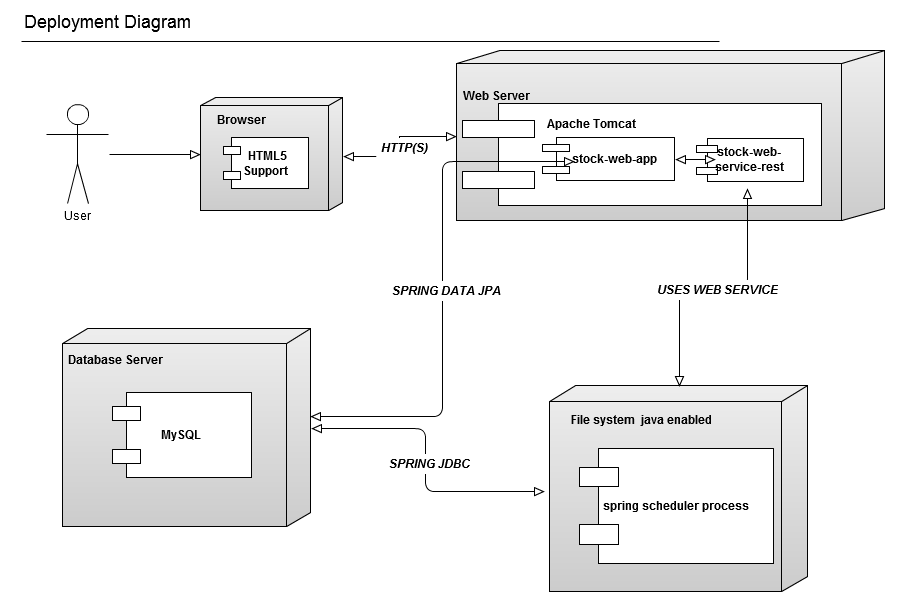 Deployment Diagram
Web Server
Browser
Apache Tomcat
HTML5
Support
HTTP(S)
stock-web-app
stock-web-
service-rest
User
SPRING DATA JPA
USES WEB SERVICE
Database Server
MySQL
File system  java enabled
SPRING JDBC
spring scheduler process